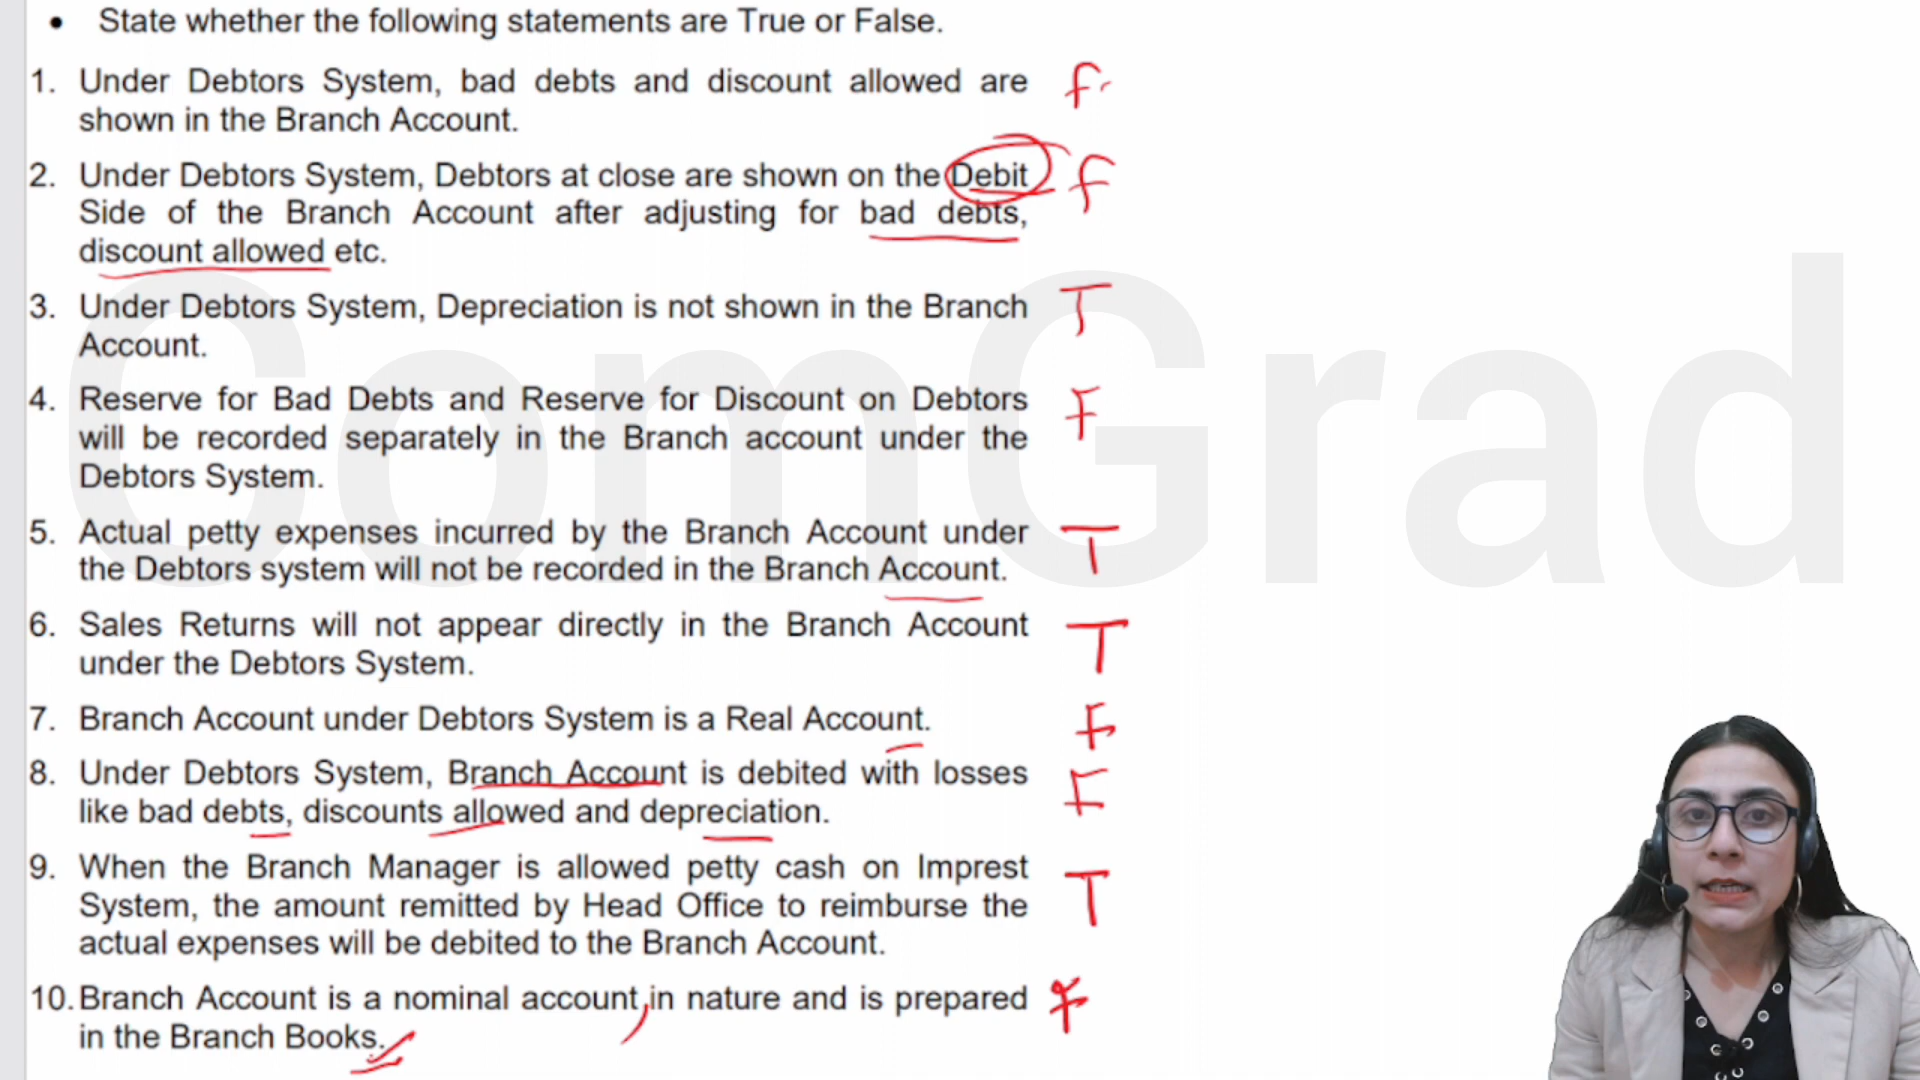 • State whether the following statements are True or False.
1. Under Debtors System, bad debts and discount allowed are F.
shown in the Branch Account.
2. Under Debtors System, Debtors at close are shown on the Debit F
Side of the Branch Account after adjusting for bad debts,
discount allowed etc.
3. Under Debtors System, Depreciation is not shown in the Branch T
Account.
4. Reserve for Bad Debts and Reserve for Discount on Debtors F
will be recorded separately in the Branch account under the
Debtors System.
5. Actual petty expenses incurred by the Branch Account under T
the Debtors system will not be recorded in the Branch Account.
6. Sales Returns will not appear directly in the Branch Account T
under the Debtors System.
7. Branch Account under Debtors System is a Real Account. F
8. Under Debtors System, Branch Account is debited with losses F
like bad debts, discounts allowed and depreciation.
9. When the Branch Manager is allowed petty cash on Imprest T
System, the amount remitted by Head Office to reimburse the
actual expenses will be debited to the Branch Account.
10. Branch Account is a nominal account, in nature and is prepared F
in the Branch Books.
ComGrad